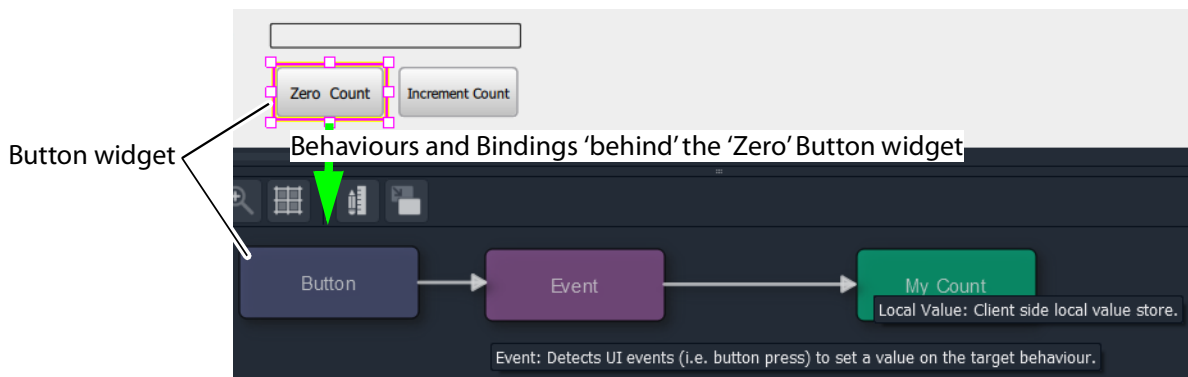 Zero Count
Increment Count
Behaviours and Bindings ‘behind’ the ‘Zero’ Button widget
Button widget
Button
Event
My Count
Local Value: Client side local value store.
Event: Detects UI events (i.e. button press) to set a value on the target behaviour.